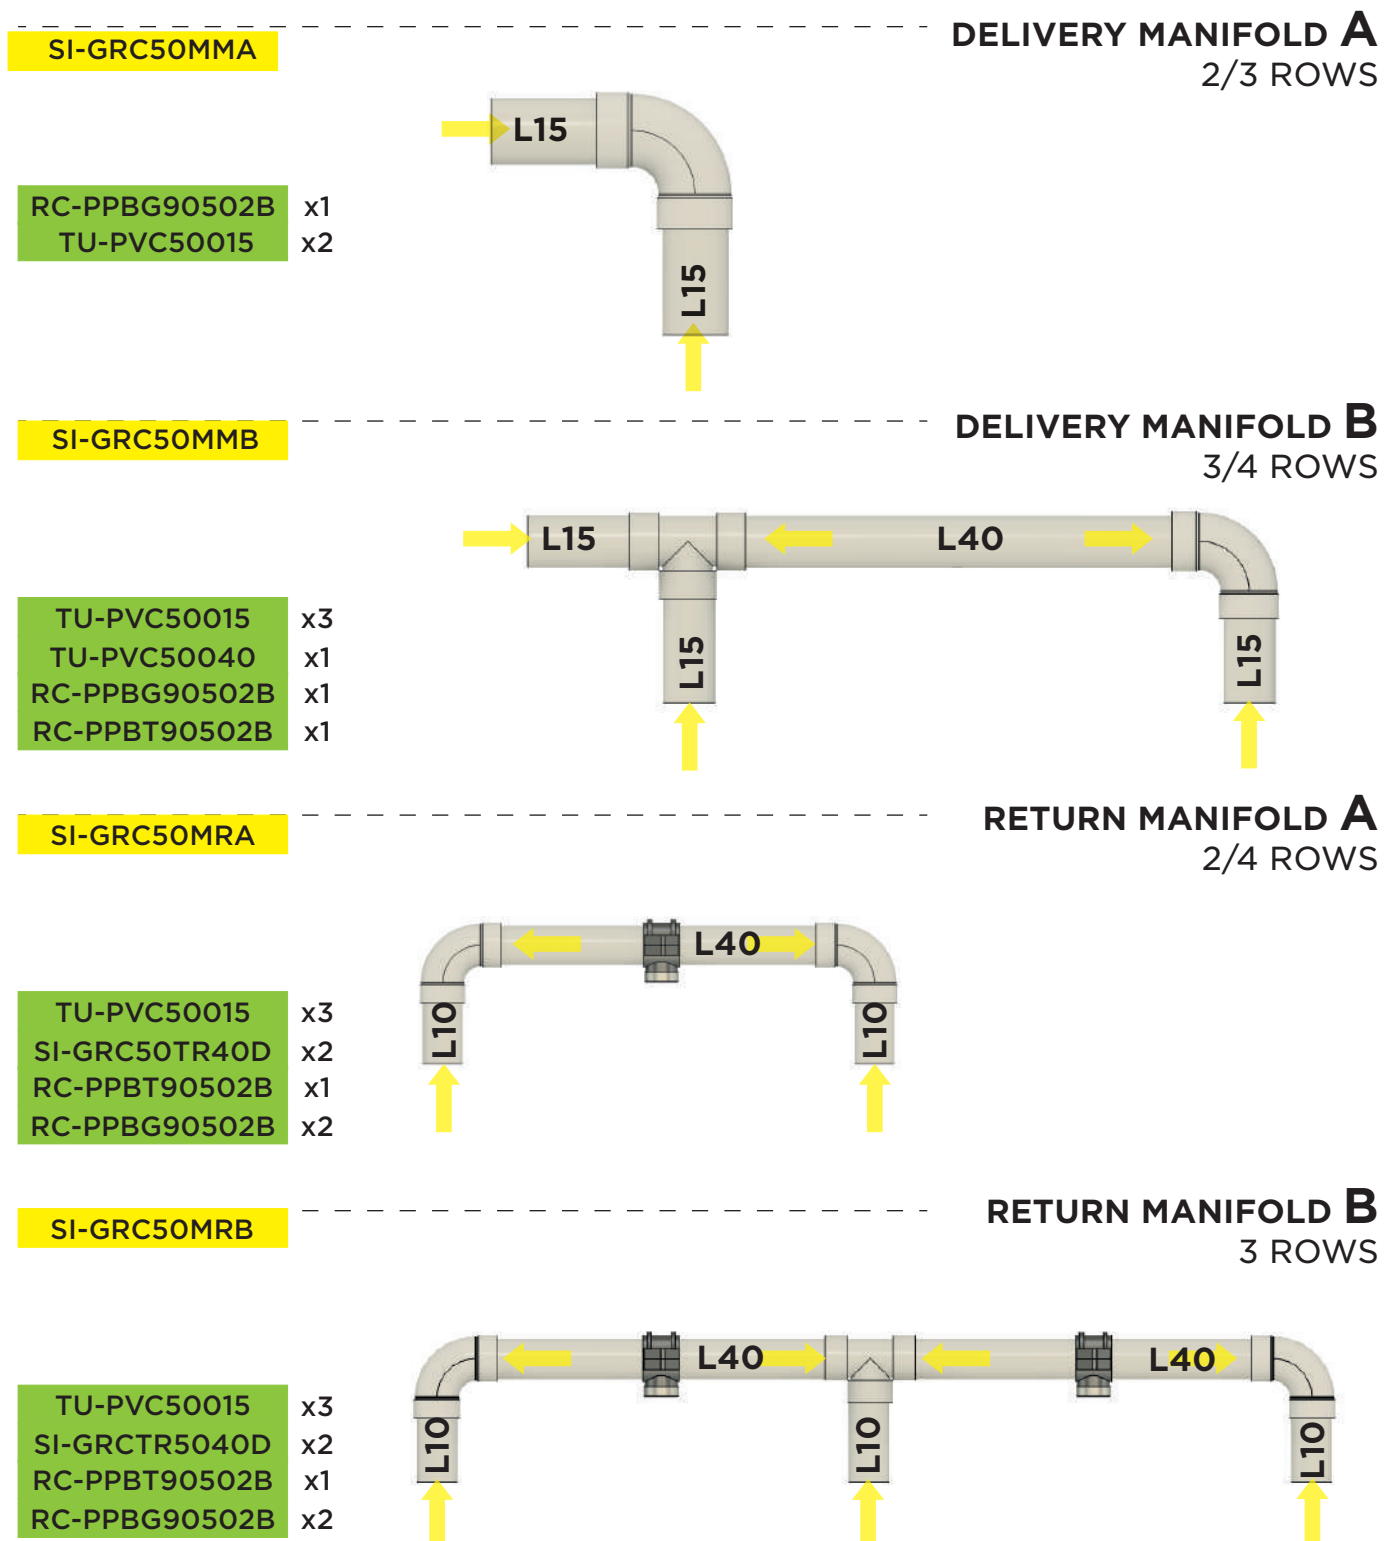 SI-GRC50MMA
DELIVERY MANIFOLD A
2/3 ROWS
L15
RC-PPBG90502B x1
TU-PVC50015 x2
L15
SI-GRC50MMB
DELIVERY MANIFOLD B
3/4 ROWS
L15
L40
TU-PVC50015 x3
TU-PVC50040 x1
RC-PPBG90502B x1
RC-PPBT90502B x1
L15
L15
SI-GRC50MRA
RETURN MANIFOLD A
2/4 ROWS
L40
TU-PVC50015 x3
SI-GRC50TR40D x2
RC-PPBT90502B x1
RC-PPBG90502B x2
L10
L10
SI-GRC50MRB
RETURN MANIFOLD B
3 ROWS
L40
L40
TU-PVC50015 x3
SI-GRCTR5040D x2
RC-PPBT90502B x1
RC-PPBG90502B x2
L10
L10
L10